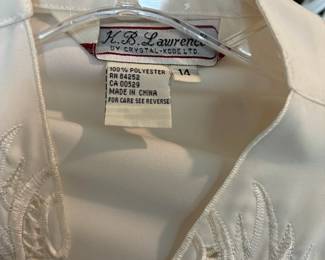 K.B. Lawrence
BY CRYSTAL-KOBE LTD.
14
100% POLYESTER
RN 84252
CA 00529
MADE IN CHINA
FOR CARE SEE REVERSE